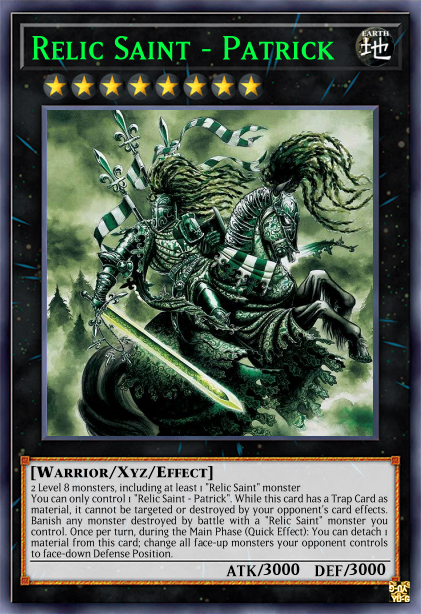 Relic Saint - Patrick
EARTH
地
[Warrior/Xyz/Effect]
2 Level 8 monsters, including at least 1 "Relic Saint" monster
You can only control 1 "Relic Saint - Patrick". While this card has a Trap Card as
material, it cannot be targeted or destroyed by your opponent's card effects.
Banish any monster destroyed by battle with a "Relic Saint" monster you
control. Once per turn, during the Main Phase (Quick Effect): You can detach 1
material from this card; change all face-up monsters your opponent controls
to face-down Defense Position.
ATK/3000 DEF/3000